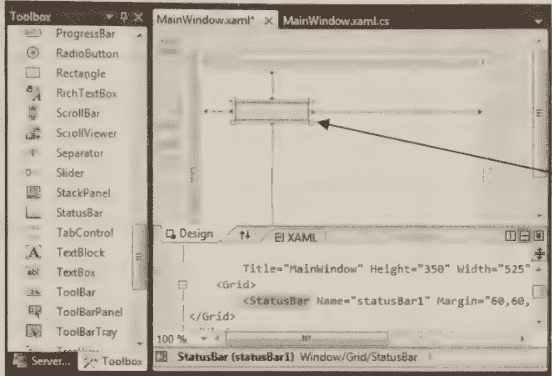 Toolbox
ProgressBar
RadioButton
Rectangle
RichTextBox
ScrollBar
ScrollViewer
Separator
Slider
StackPanel
StatusBar
TabControl
TextBlock
TextBox
ToolBar
ToolBarPanel
ToolBarTray
Server... Toolbox
MainWindow.xaml* × MainWindow.xaml.cs
Design XAML
Title="MainWindow" Height="350" Width="525"
<Grid>
<StatusBar Name="statusBar1" Margin="60,60,
</Grid>
100 %
StatusBar (statusBar1) Window/Grid/StatusBar